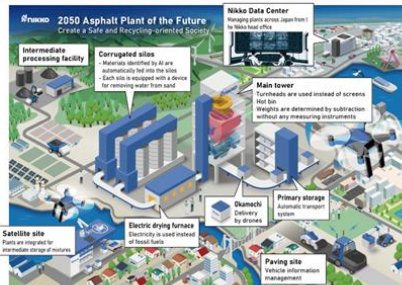 nikko
2050 Asphalt Plant of the Future
Create a Safe and Recycling-oriented Society
Nikko Data Center
Managing plants across Japan from t
he Nikko head office
Intermediate
processing facility
Corrugated silos
- Materials identified by AI are
automatically fed into the silos
- Each silo is equipped with a device
for removing water from sand
Main tower
Turnheads are used instead of screens
Hot bin
Weights are determined by subtraction
without any measuring instruments
Okamochi
Delivery
by drones
Primary storage
Automatic transport
system
Electric drying furnace
Electricity is used instead
of fossil fuels
Satellite site
Plants are integrated for
intermediate storage of mixtures
Paving site
Vehicle information
management